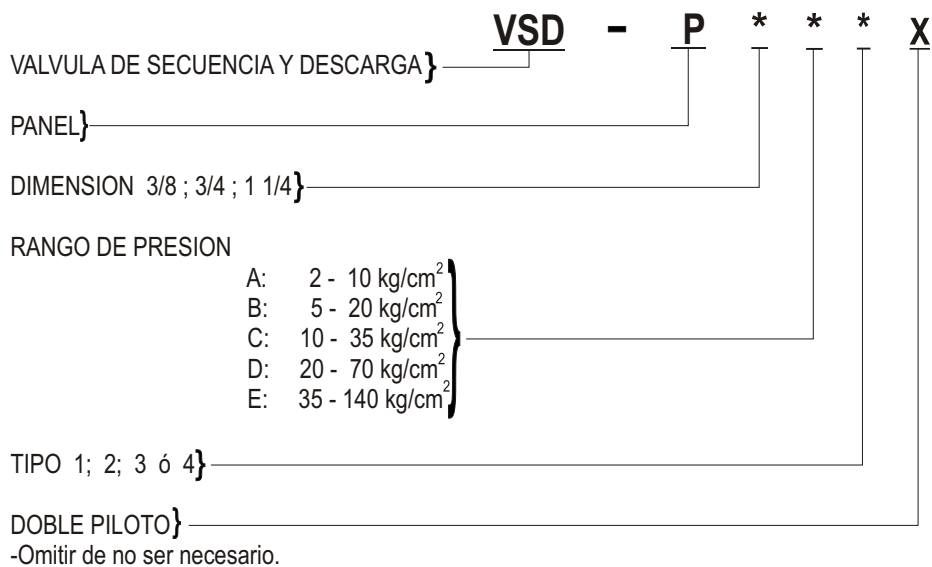 VSD - P * * * X
VALVULA DE SECUENCIA Y DESCARGA}
PANEL}
DIMENSION 3/8 ; 3/4 ; 1 1/4}
RANGO DE PRESION
A: 2 - 10 kg/cm²
B: 5 - 20 kg/cm²
C: 10 - 35 kg/cm²
D: 20 - 70 kg/cm²
E: 35 - 140 kg/cm²
TIPO 1; 2; 3 ó 4}
DOBLE PILOTO}
-Omitir de no ser necesario.